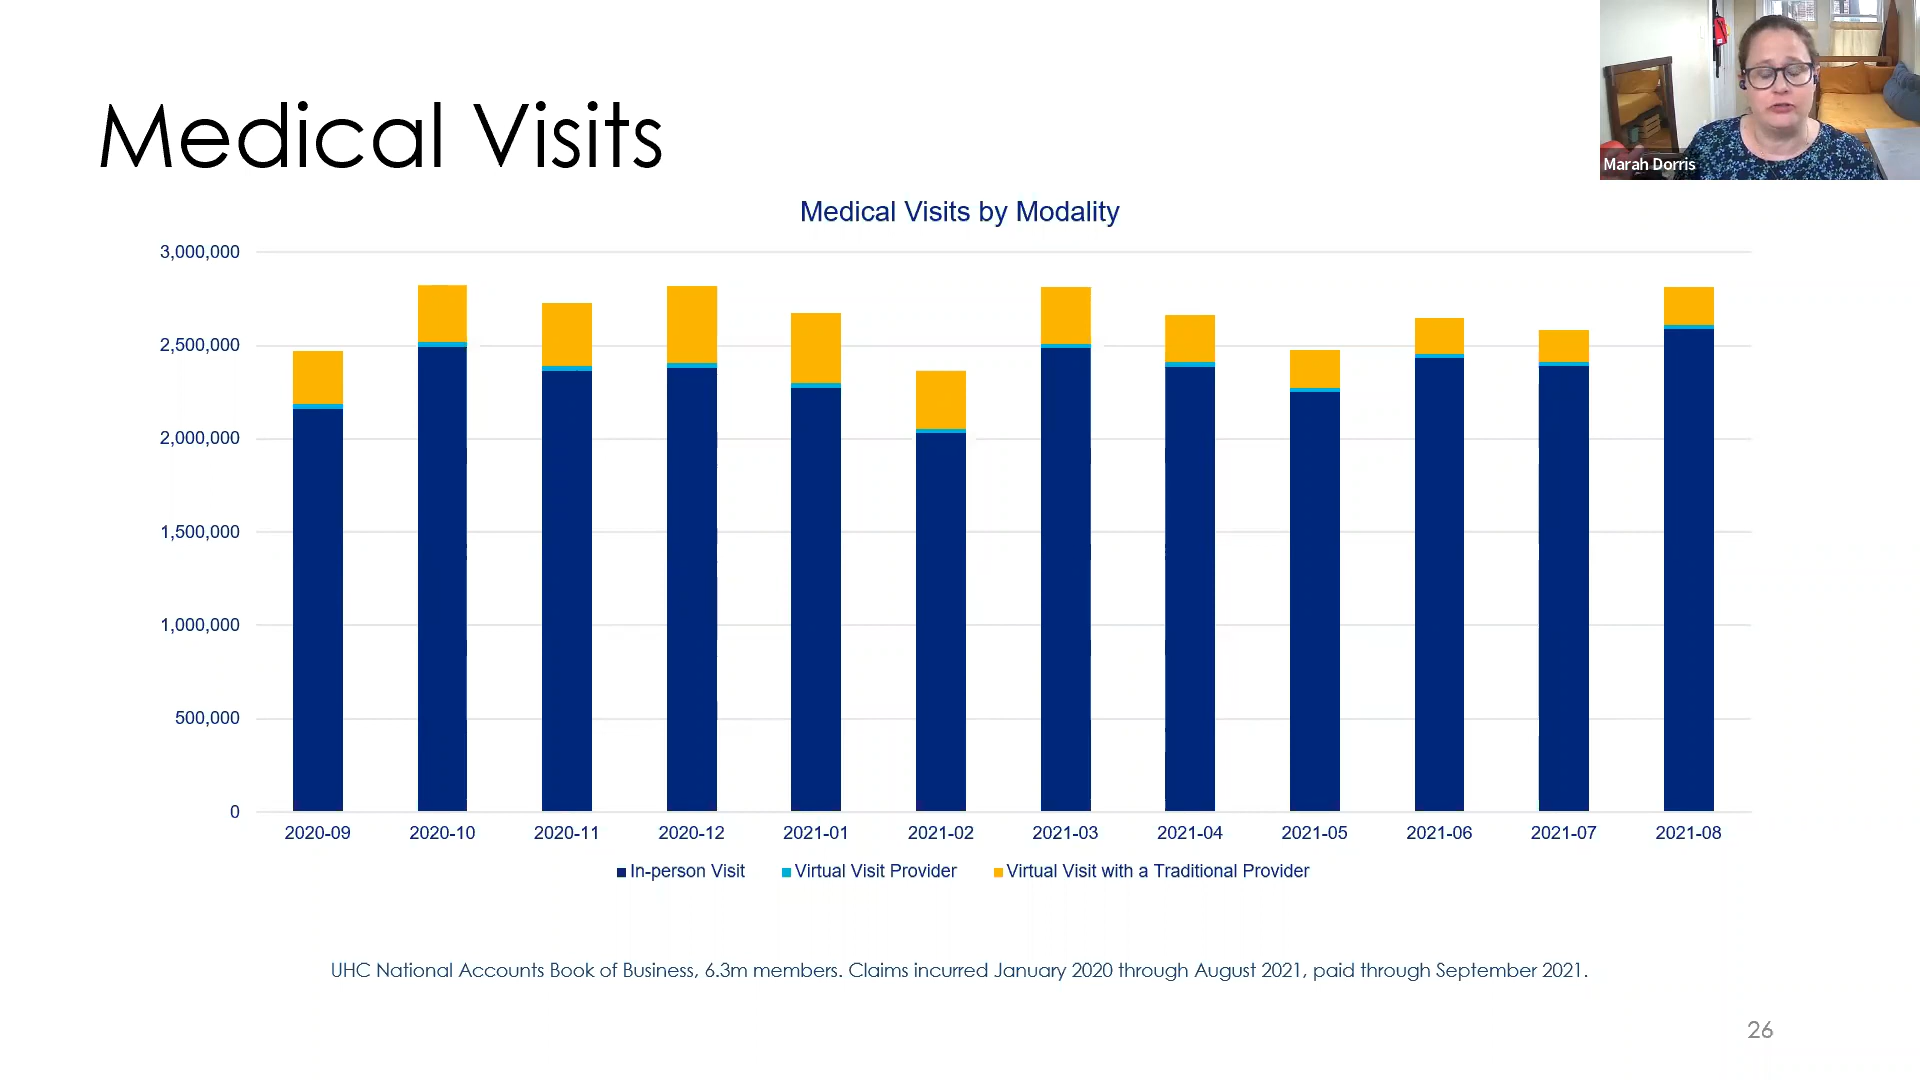 Marah Dorris
Medical Visits
Medical Visits by Modality
3,000,000
2,500,000
2,000,000
1,500,000
1,000,000
500,000
0
2020-09 2020-10 2020-11 2020-12 2021-01 2021-02 2021-03 2021-04 2021-05 2021-06 2021-07 2021-08
In-person Visit Virtual Visit Provider Virtual Visit with a Traditional Provider
UHC National Accounts Book of Business, 6.3m members. Claims incurred January 2020 through August 2021, paid through September 2021.
26